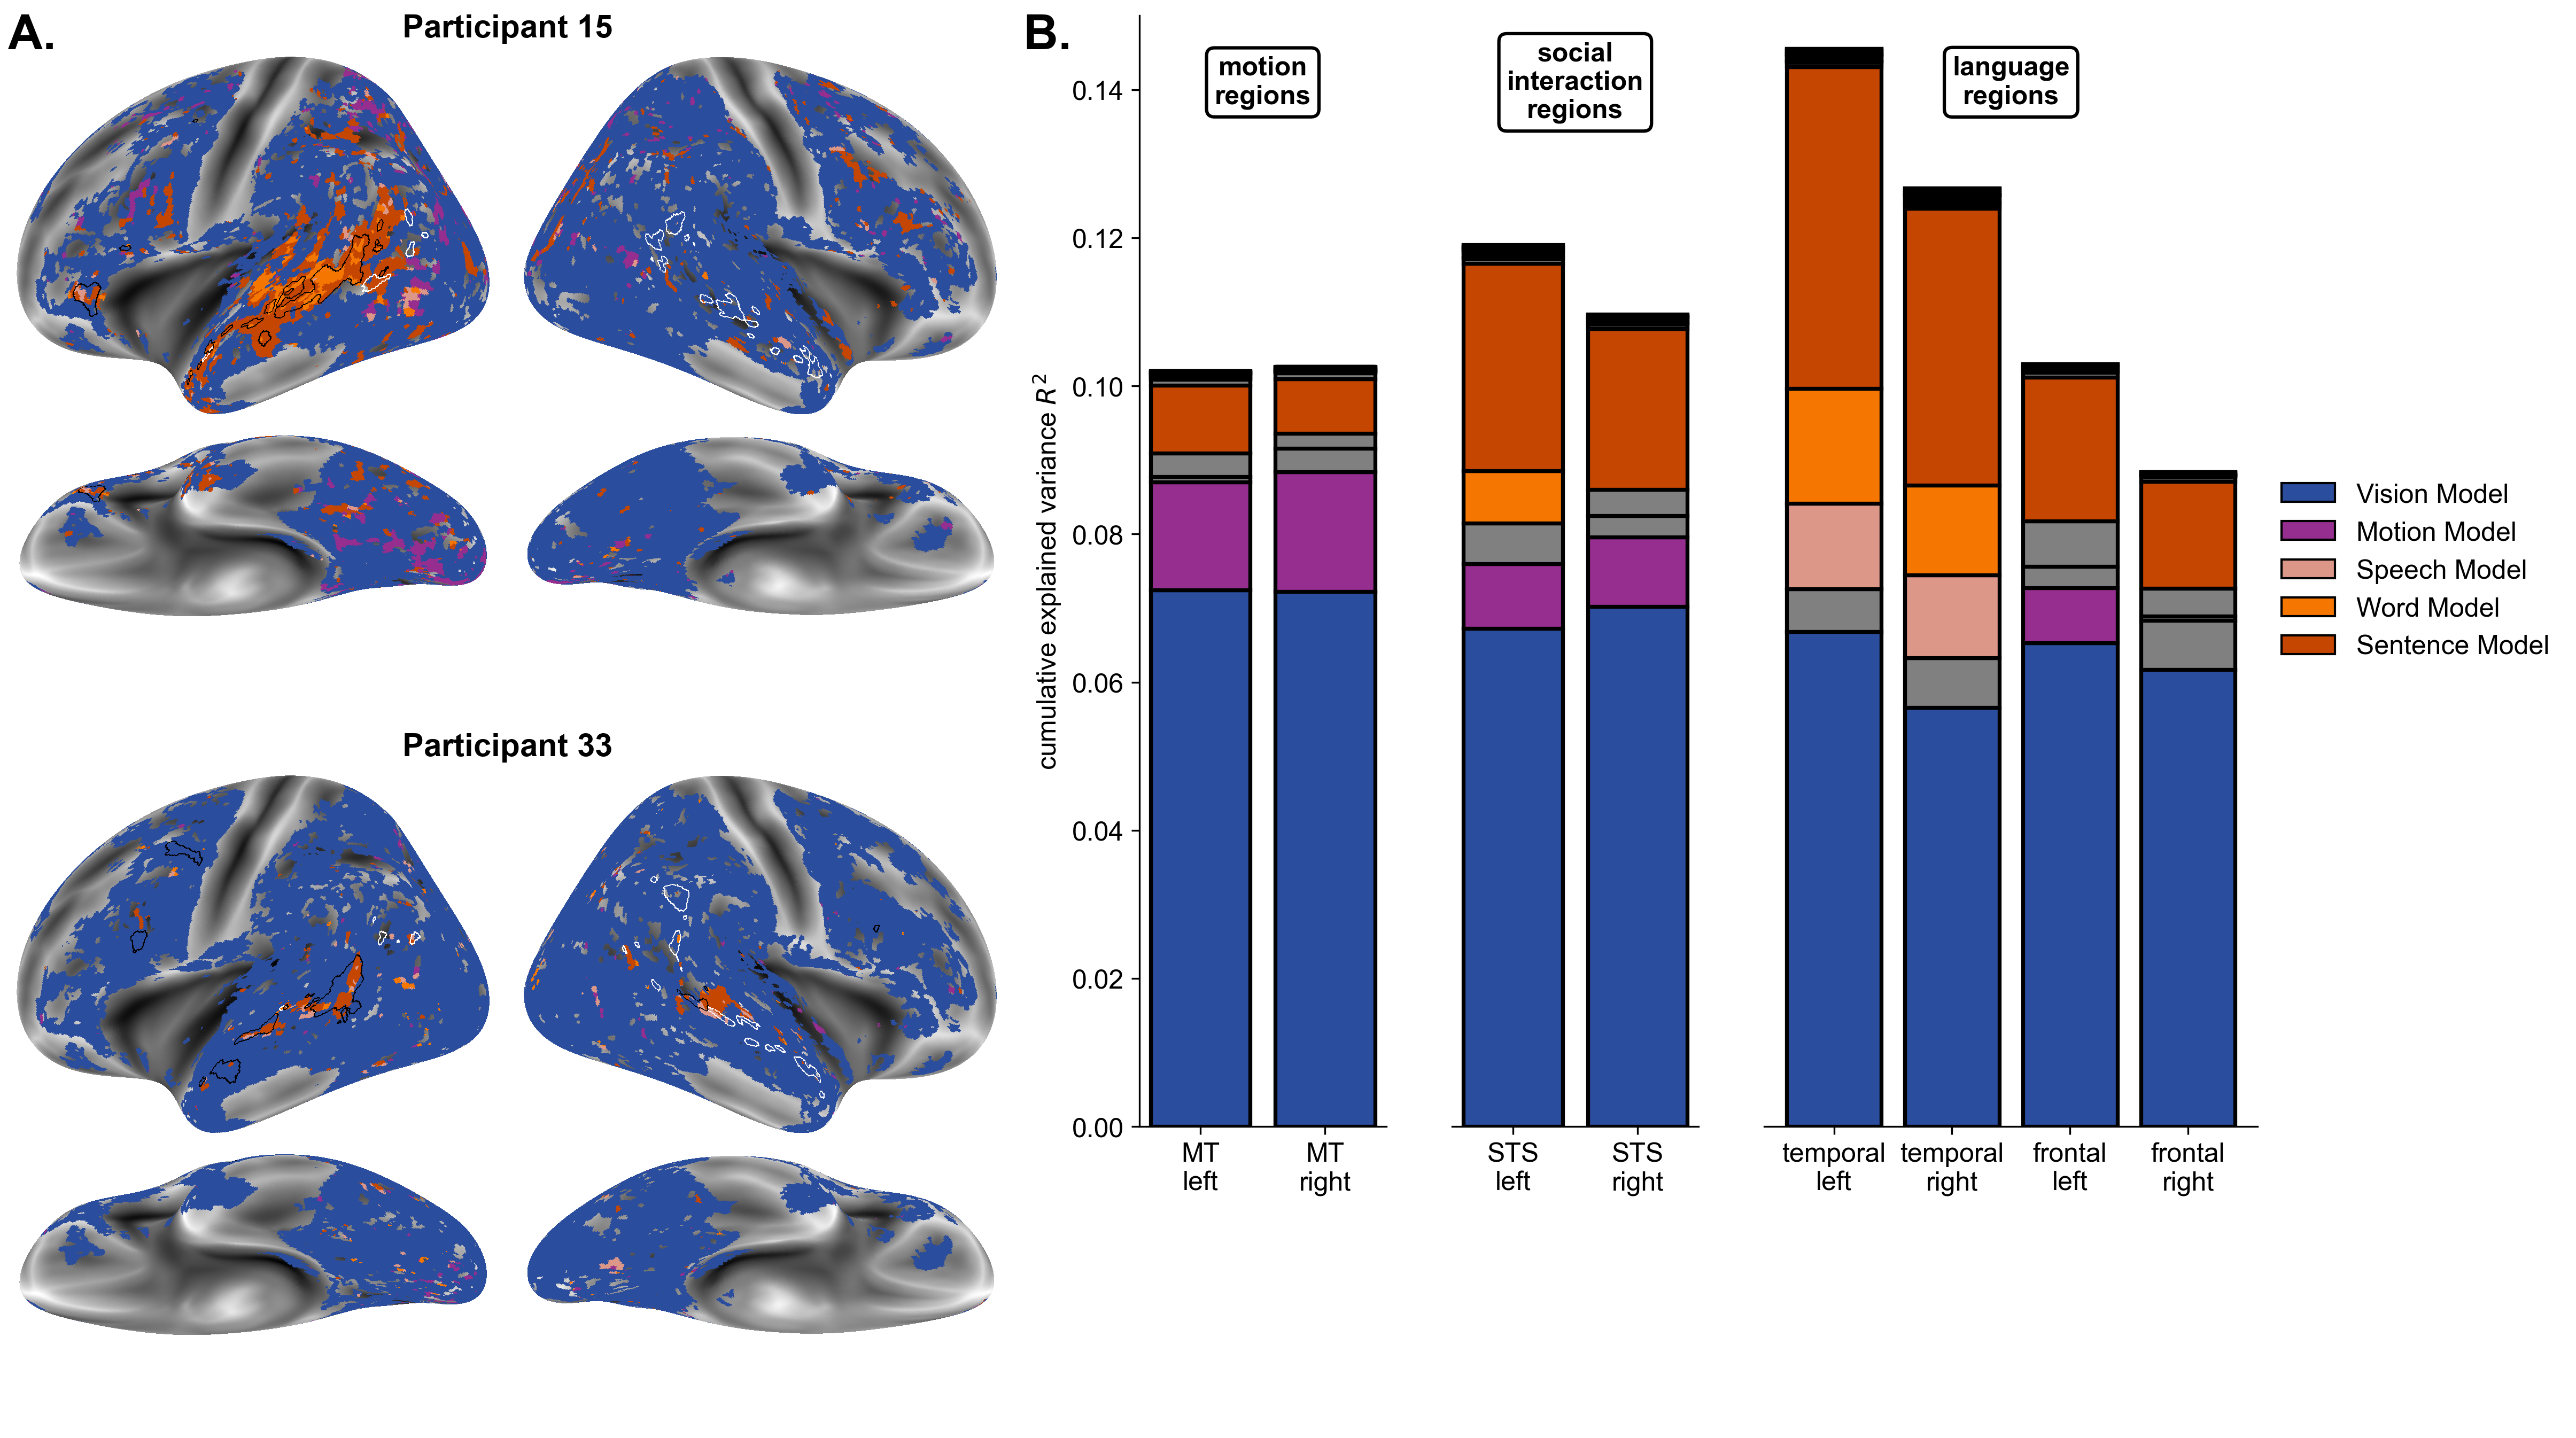 A.
Participant 15
Participant 33
B.
motion
regions
social
interaction
regions
language
regions
cumulative explained variance R²
0.14
0.12
0.10
0.08
0.06
0.04
0.02
0.00
MT
left
MT
right
STS
left
STS
right
temporal
left
temporal
right
frontal
left
frontal
right
Vision Model
Motion Model
Speech Model
Word Model
Sentence Model